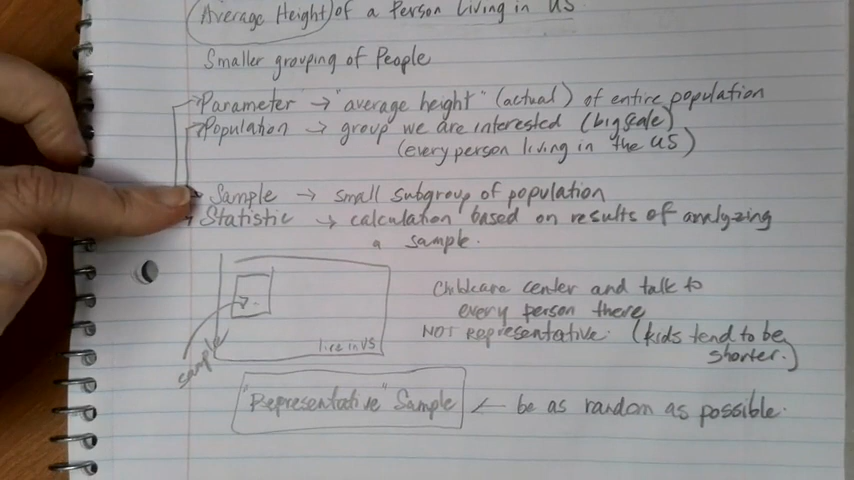 Average Height) of a Person Living in US
Smaller grouping of People
Parameter → "average height" (actual) of entire population
Population → group we are interested (big scale)
(every person living in the US)
Sample → small subgroup of population
Statistic → calculation based on results of analyzing
a sample.
Childcare center and talk to
every person there
NOT Representative. (kids tend to be
shorter.)
live in US
sample
"Representative" Sample ← be as random as possible.